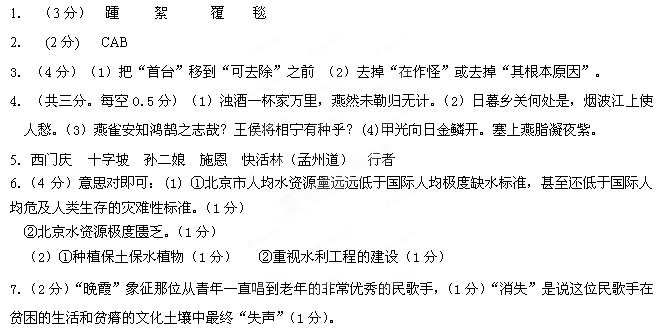 1. （3分） 踵 絮 覆 毯
2. （2分） CAB
3. （4分）（1）把“首台”移到“可去除”之前 （2）去掉“在作怪”或去掉“其根本原因”。
4. （共三分。每空0.5分）（1）浊酒一杯家万里，燕然未勒归无计。（2）日暮乡关何处是，烟波江上使
人愁。（3）燕雀安知鸿鹄之志哉？王侯将相宁有种乎？(4)甲光向日金鳞开。塞上燕脂凝夜紫。
5. 西门庆 十字坡 孙二娘 施恩 快活林（孟州道） 行者
6.（4 分）意思对即可：(1) ①北京市人均水资源量远远低于国际人均极度缺水标准，甚至还低于国际人
均危及人类生存的灾难性标准。（1分）
②北京水资源极度匮乏。（1分）
（2）①种植保土保水植物（1分） ②重视水利工程的建设（1分）
7.（2分）“晚霞”象征那位从青年一直唱到老年的非常优秀的民歌手，（1分）“消失”是说这位民歌手在
贫困的生活和贫瘠的文化土壤中最终“失声”（1分）。